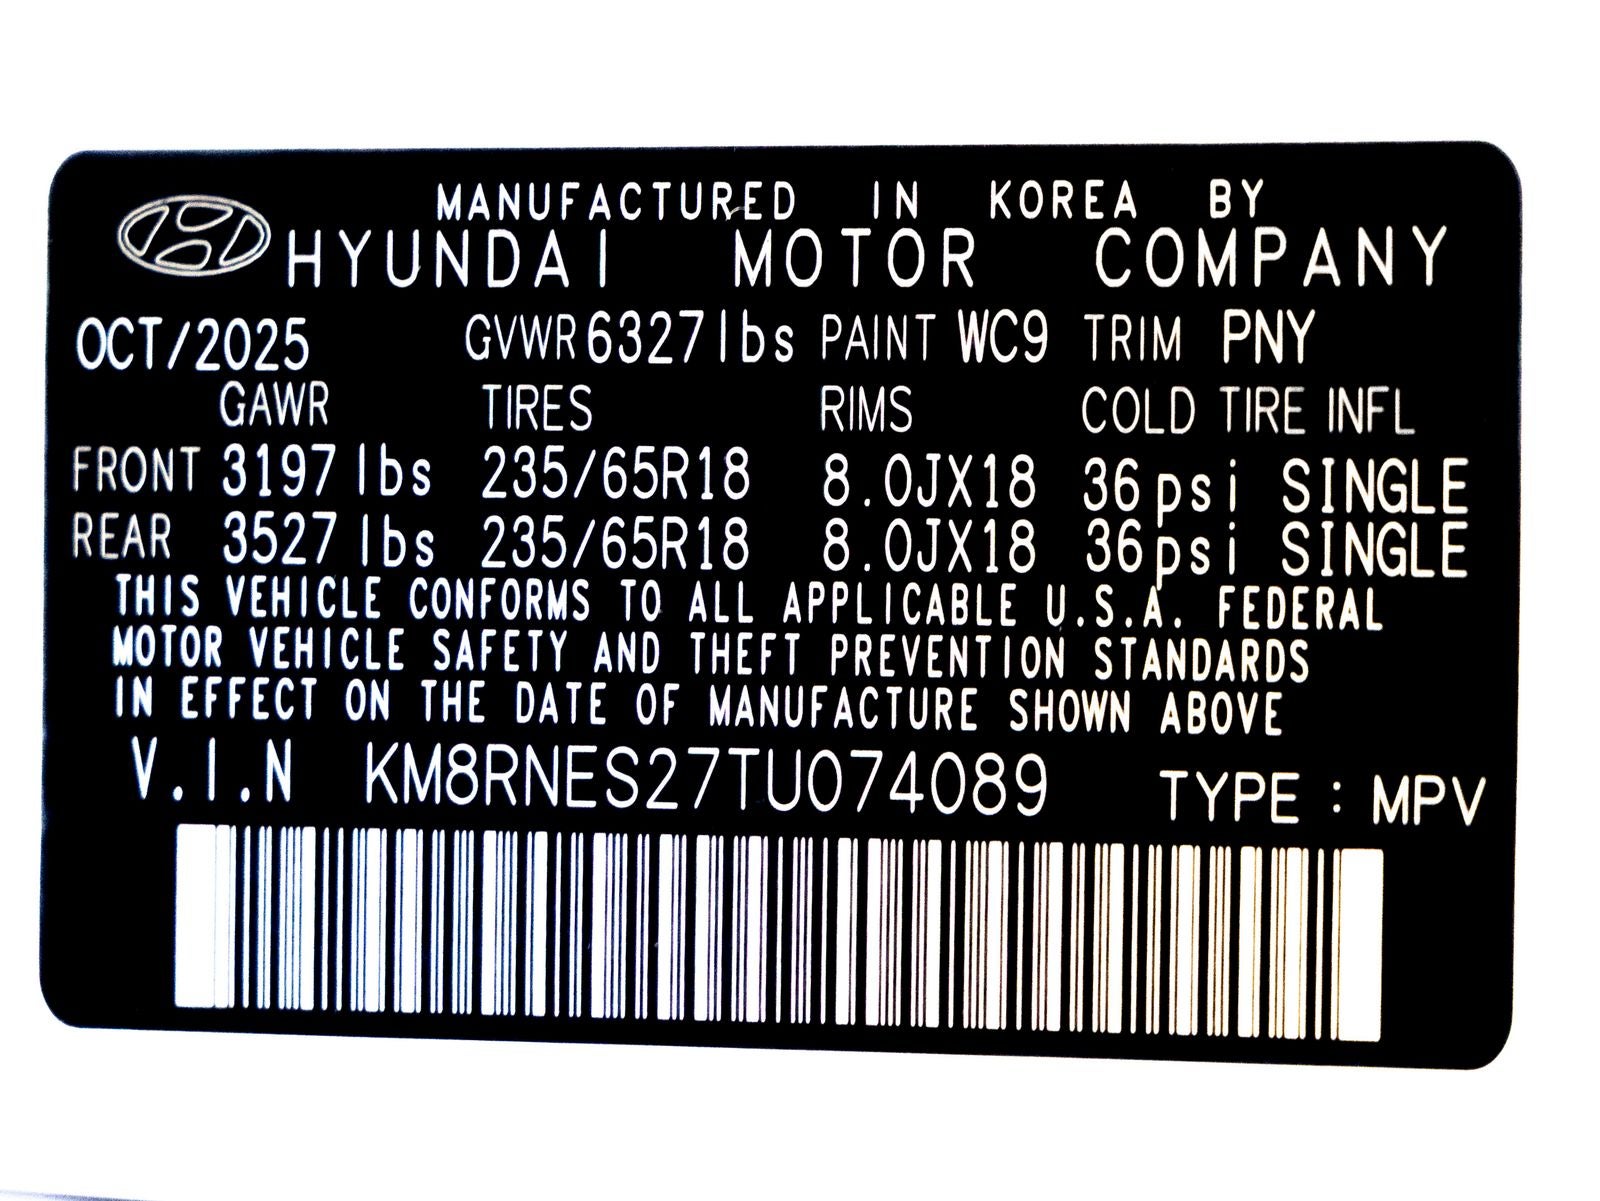 MANUFACTURED IN KOREA BY
HYUNDAI MOTOR COMPANY
OCT/2025 GVWR 6327lbs PAINT WC9 TRIM PNY
GAWR TIRES RIMS COLD TIRE INFL
FRONT 3197 lbs 235/65R18 8.0JX18 36psi SINGLE
REAR 3527 lbs 235/65R18 8.0JX18 36psi SINGLE
THIS VEHICLE CONFORMS TO ALL APPLICABLE U.S.A. FEDERAL
MOTOR VEHICLE SAFETY AND THEFT PREVENTION STANDARDS
IN EFFECT ON THE DATE OF MANUFACTURE SHOWN ABOVE
V.I.N KM8RNES27TU074089 TYPE : MPV